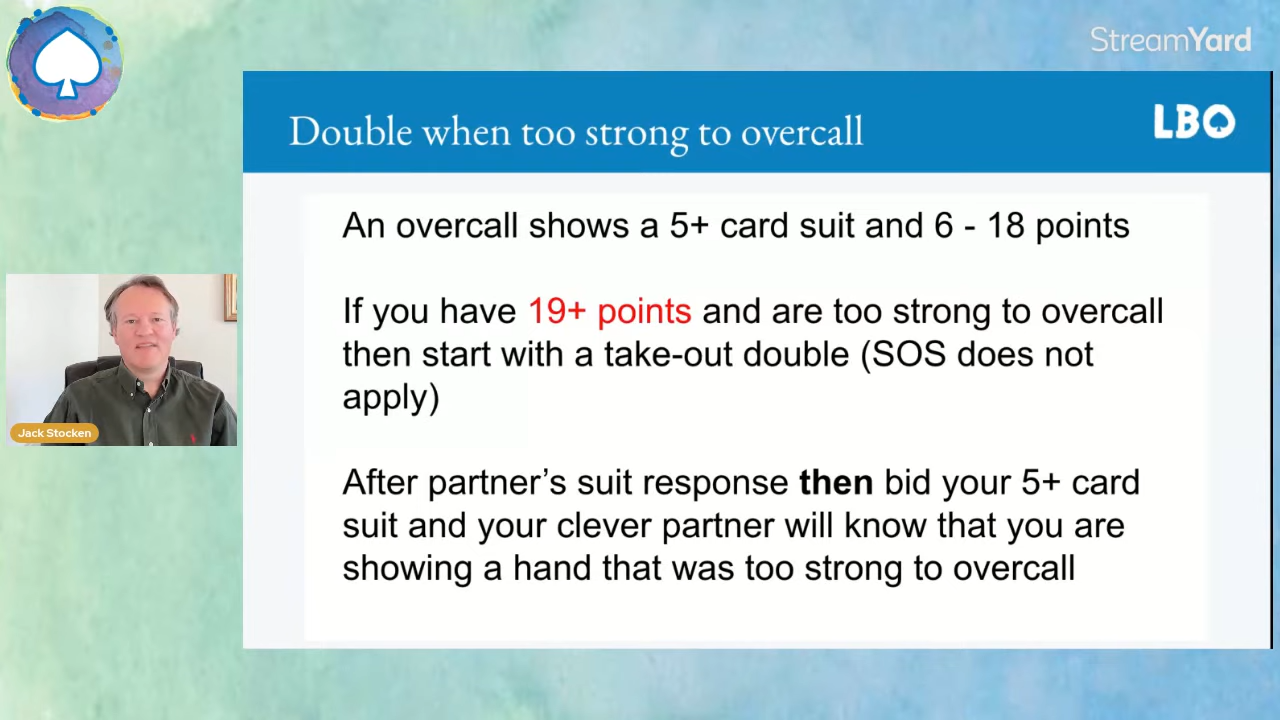 StreamYard
Double when too strong to overcall
LBO
An overcall shows a 5+ card suit and 6 - 18 points
If you have 19+ points and are too strong to overcall
then start with a take-out double (SOS does not
apply)
After partner’s suit response then bid your 5+ card
suit and your clever partner will know that you are
showing a hand that was too strong to overcall
Jack Stocken